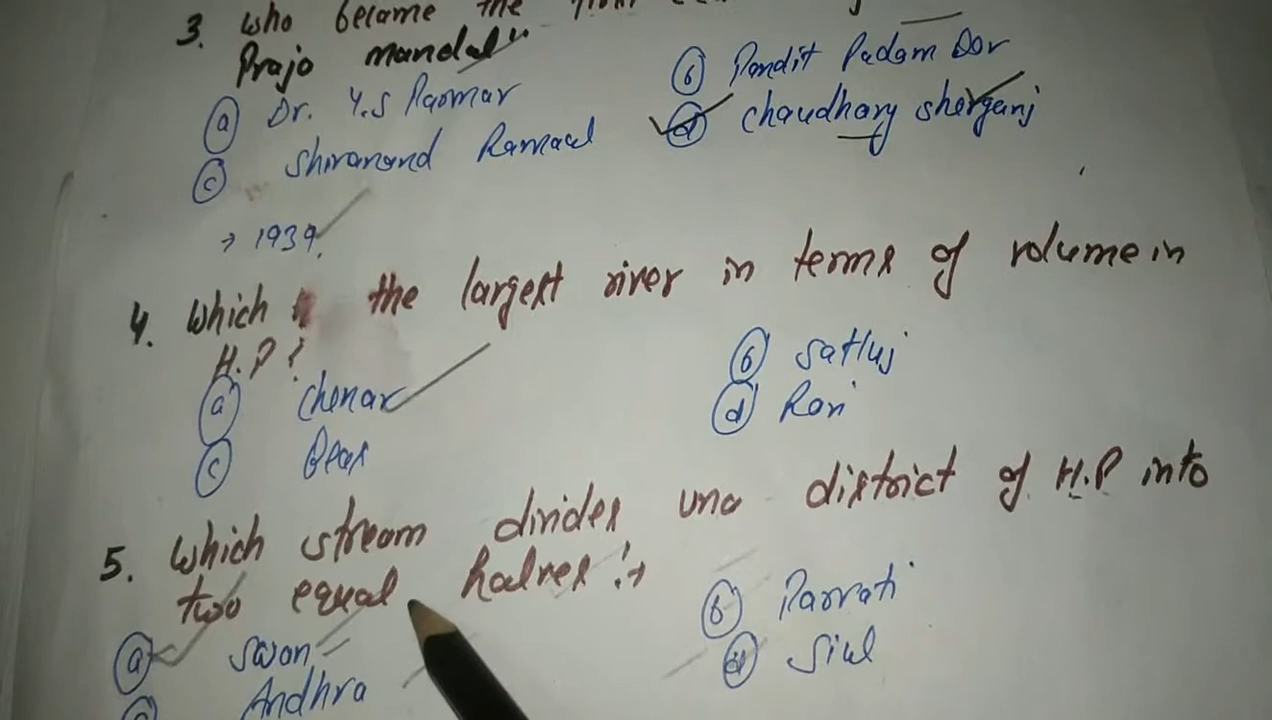 3. Who became the
Prajo mandal"
(a) Dr. Y.S Parmar (b) Pandit Padam Dev
(c) Shivanand Ramaul (d) chaudhary sherganj
→ 1939.
4. Which the largest river in terms of volume in
H.P?
(a) Chenav (b) Satluj
(c) Beas (d) Ravi
5. Which stream divides una district of H.P into
two equal halves :→
(a) Swan (b) Parvati
Andhra (d) Siul